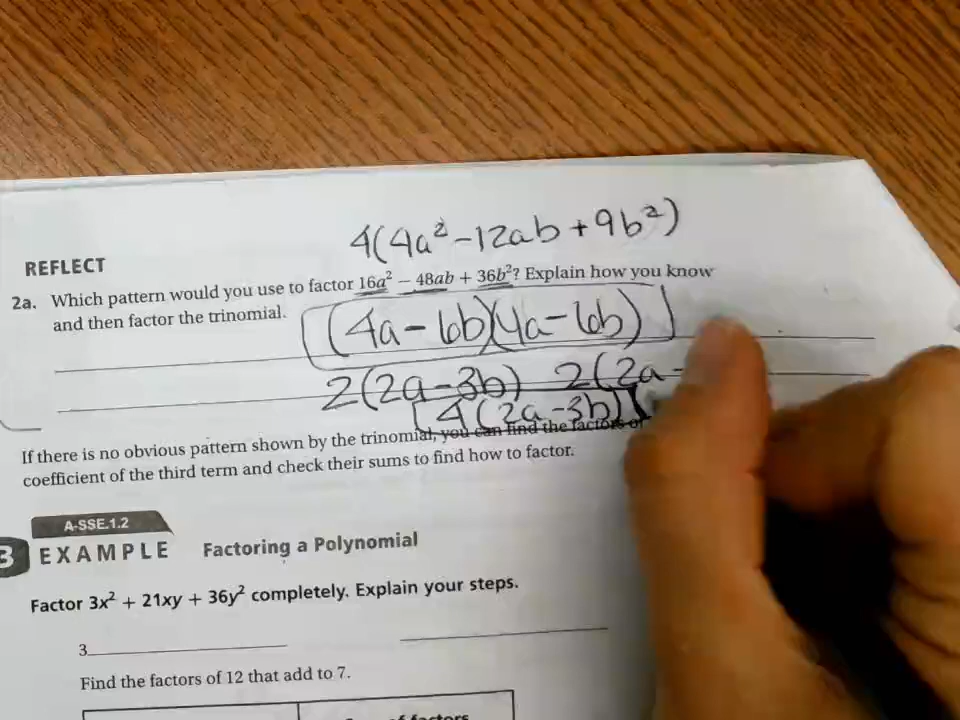 4(4a² - 12ab + 9b²)
REFLECT
2a. Which pattern would you use to factor 16a² − 48ab + 36b²? Explain how you know
and then factor the trinomial.
(4a - 6b)(4a - 6b)
2(2a - 3b) 2(2a -
4(2a - 3b)(
If there is no obvious pattern shown by the trinomial, you can find the factors of
coefficient of the third term and check their sums to find how to factor.
A-SSE.1.2
3 EXAMPLE Factoring a Polynomial
Factor 3x² + 21xy + 36y² completely. Explain your steps.
3
Find the factors of 12 that add to 7.
of factors